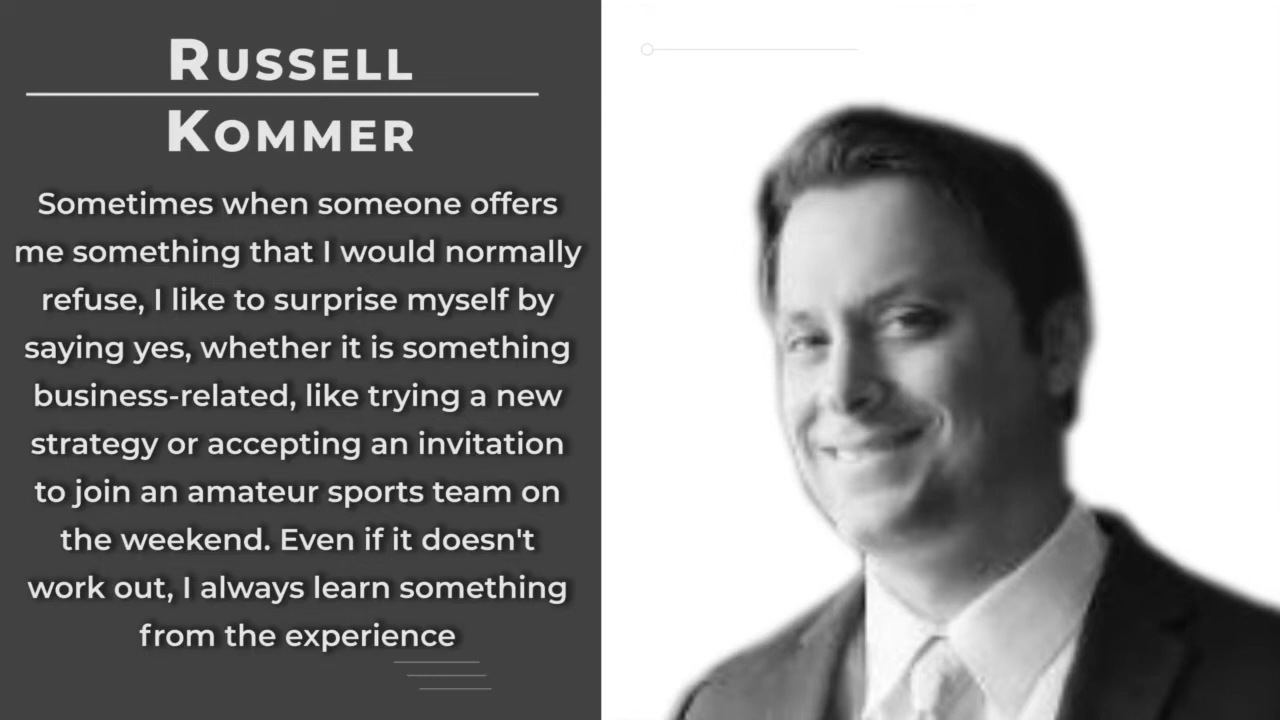 Russell
Kommer
Sometimes when someone offers
me something that I would normally
refuse, I like to surprise myself by
saying yes, whether it is something
business-related, like trying a new
strategy or accepting an invitation
to join an amateur sports team on
the weekend. Even if it doesn't
work out, I always learn something
from the experience